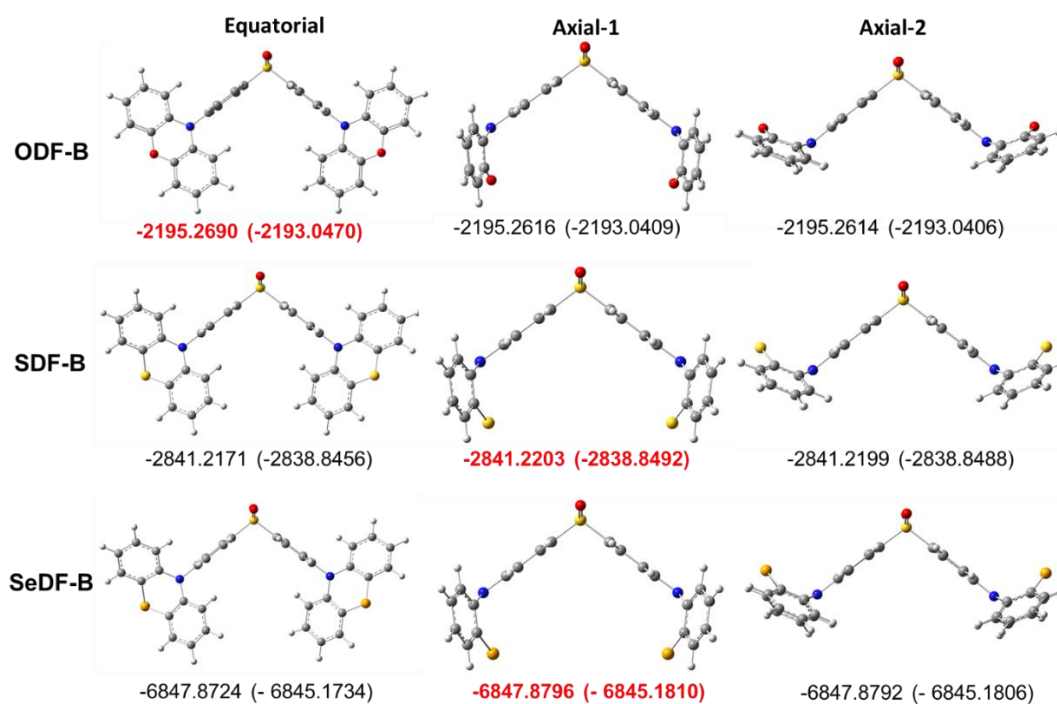 Equatorial Axial-1 Axial-2
ODF-B
-2195.2690 (-2193.0470) -2195.2616 (-2193.0409) -2195.2614 (-2193.0406)
SDF-B
-2841.2171 (-2838.8456) -2841.2203 (-2838.8492) -2841.2199 (-2838.8488)
SeDF-B
-6847.8724 (- 6845.1734) -6847.8796 (- 6845.1810) -6847.8792 (- 6845.1806)